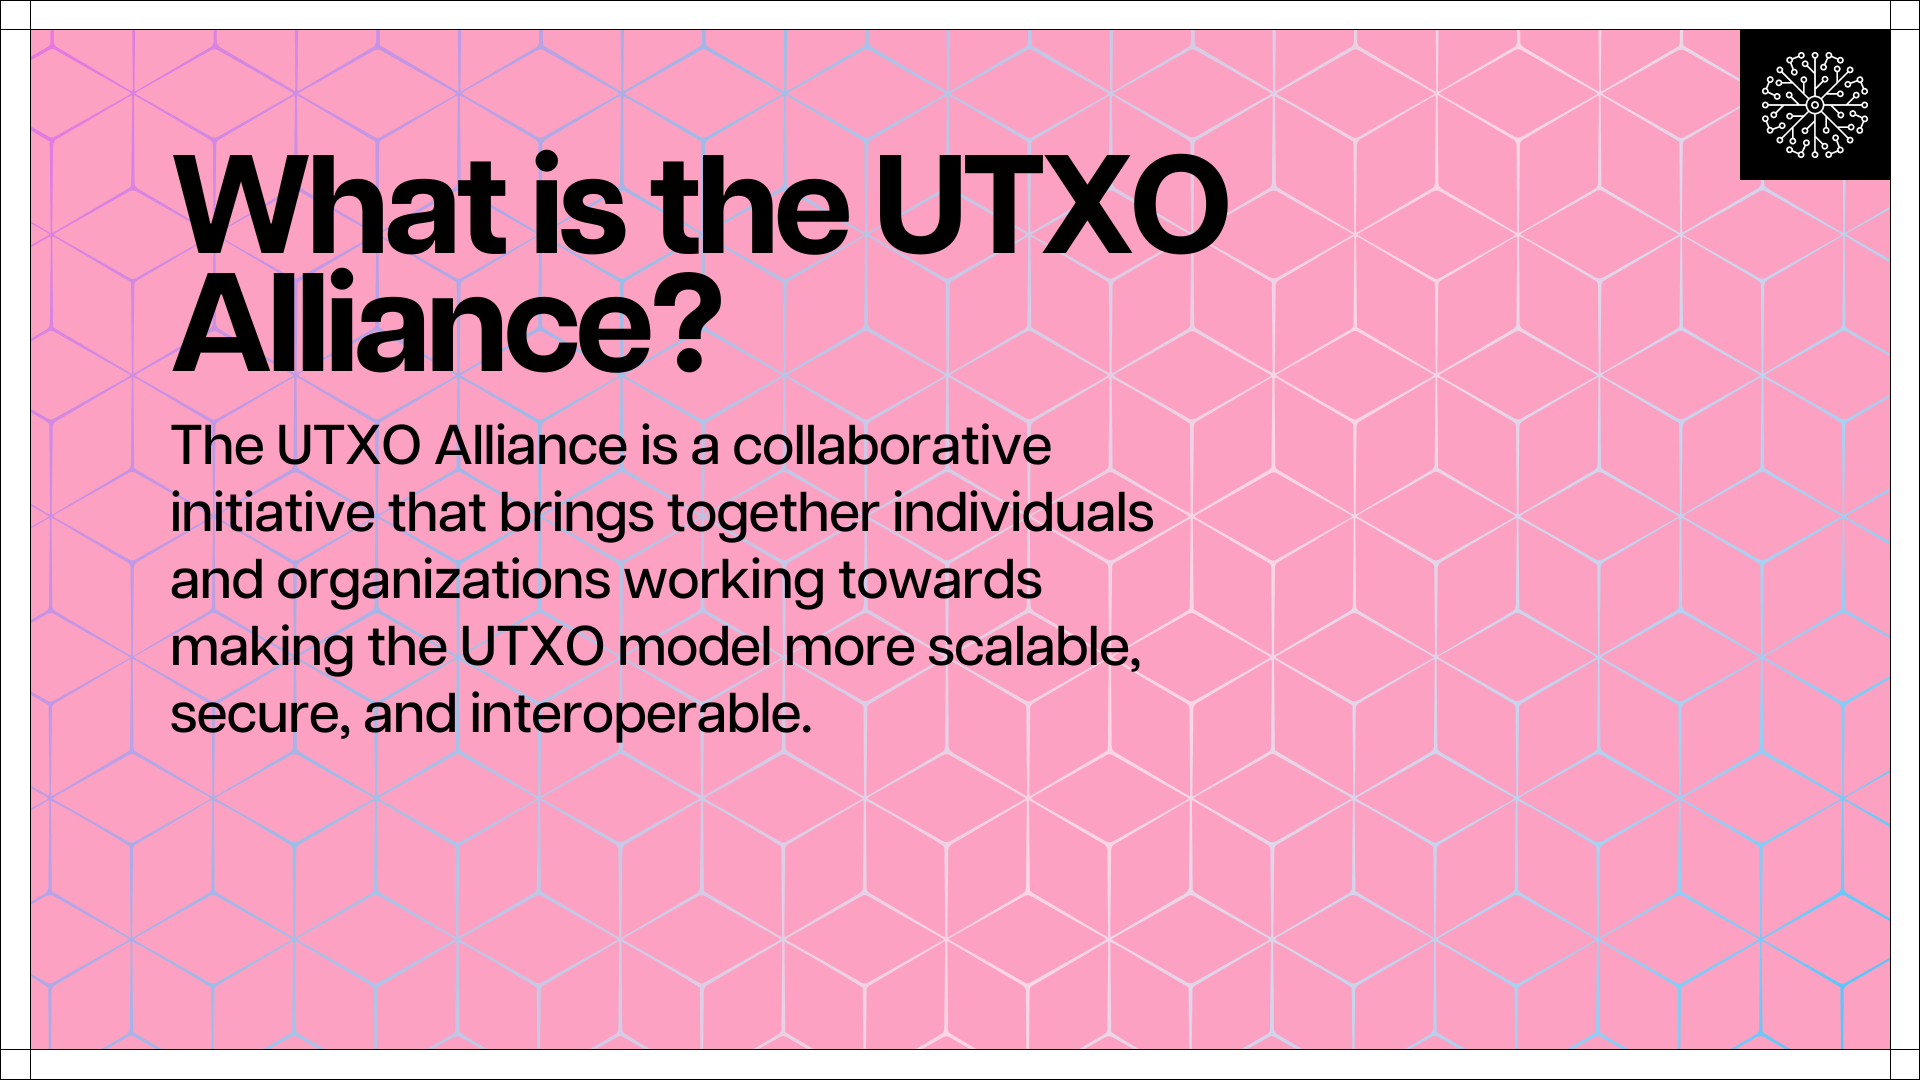 What is the UTXO
Alliance?
The UTXO Alliance is a collaborative
initiative that brings together individuals
and organizations working towards
making the UTXO model more scalable,
secure, and interoperable.